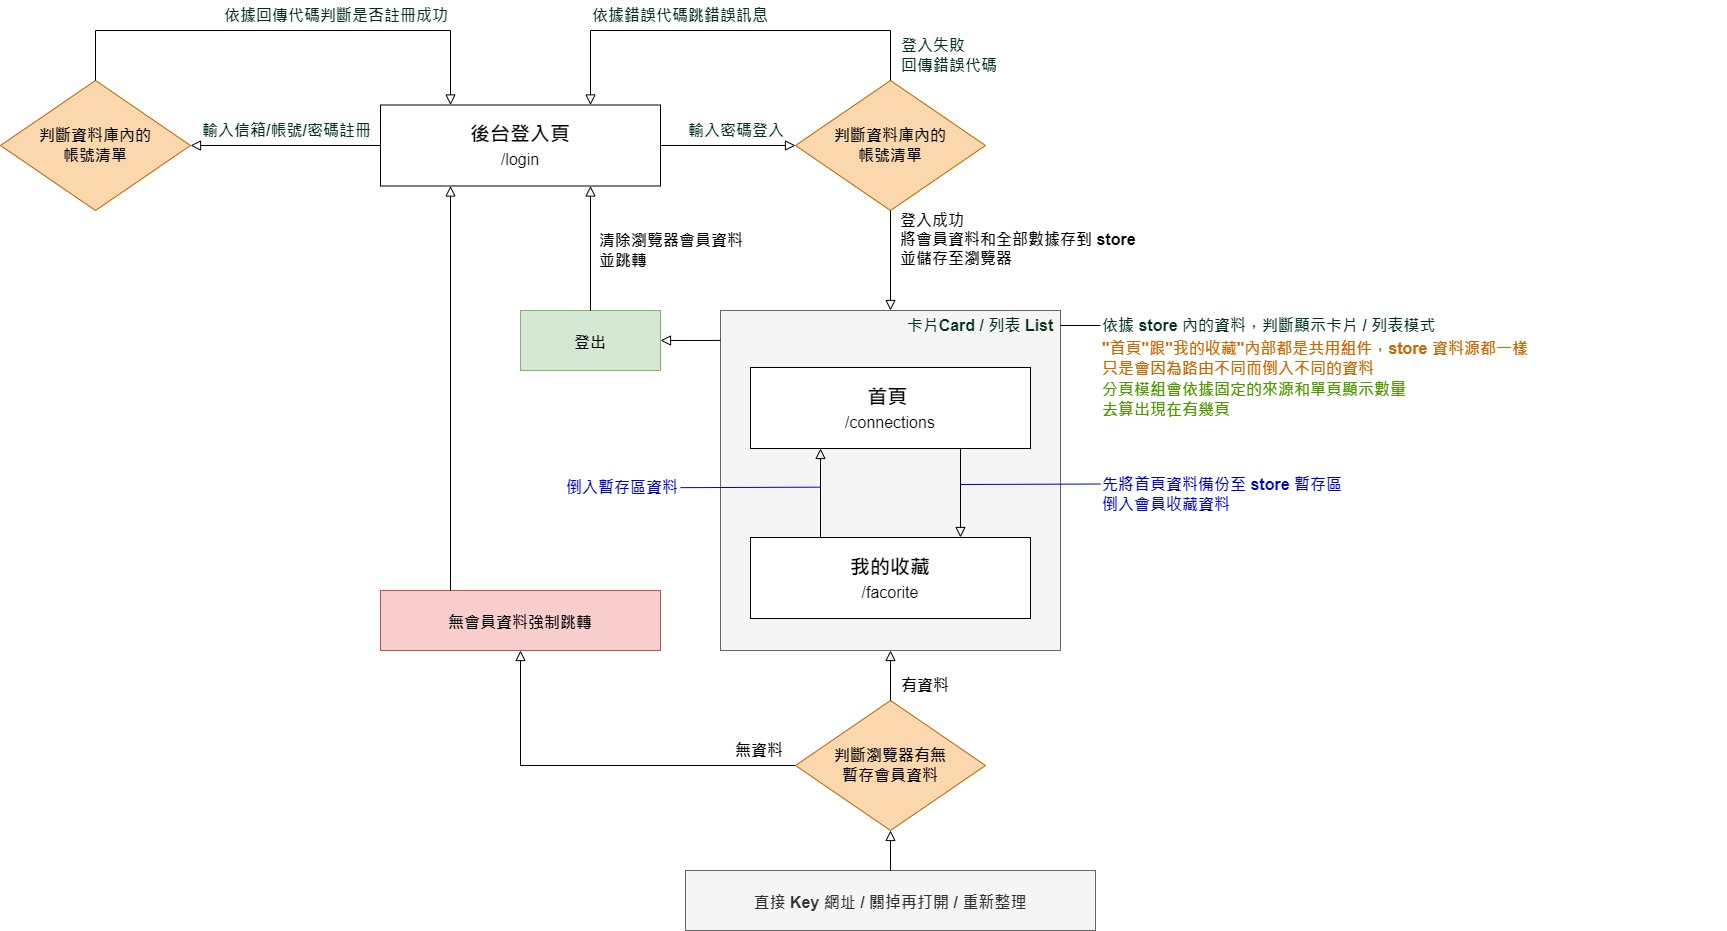 依據回傳代碼判斷是否註冊成功
依據錯誤代碼跳錯誤訊息
登入失敗
回傳錯誤代碼
判斷資料庫內的
帳號清單
輸入信箱/帳號/密碼註冊
後台登入頁
/login
輸入密碼登入
判斷資料庫內的
帳號清單
登入成功
將會員資料和全部數據存到 store
並儲存至瀏覽器
清除瀏覽器會員資料
並跳轉
登出
卡片Card / 列表 List
依據 store 內的資料，判斷顯示卡片 / 列表模式
"首頁"跟"我的收藏"內部都是共用組件，store 資料源都一樣
只是會因為路由不同而倒入不同的資料
分頁模組會依據固定的來源和單頁顯示數量
去算出現在有幾頁
首頁
/connections
倒入暫存區資料
先將首頁資料備份至 store 暫存區
倒入會員收藏資料
我的收藏
/facorite
無會員資料強制跳轉
有資料
無資料
判斷瀏覽器有無
暫存會員資料
直接 Key 網址 / 關掉再打開 / 重新整理